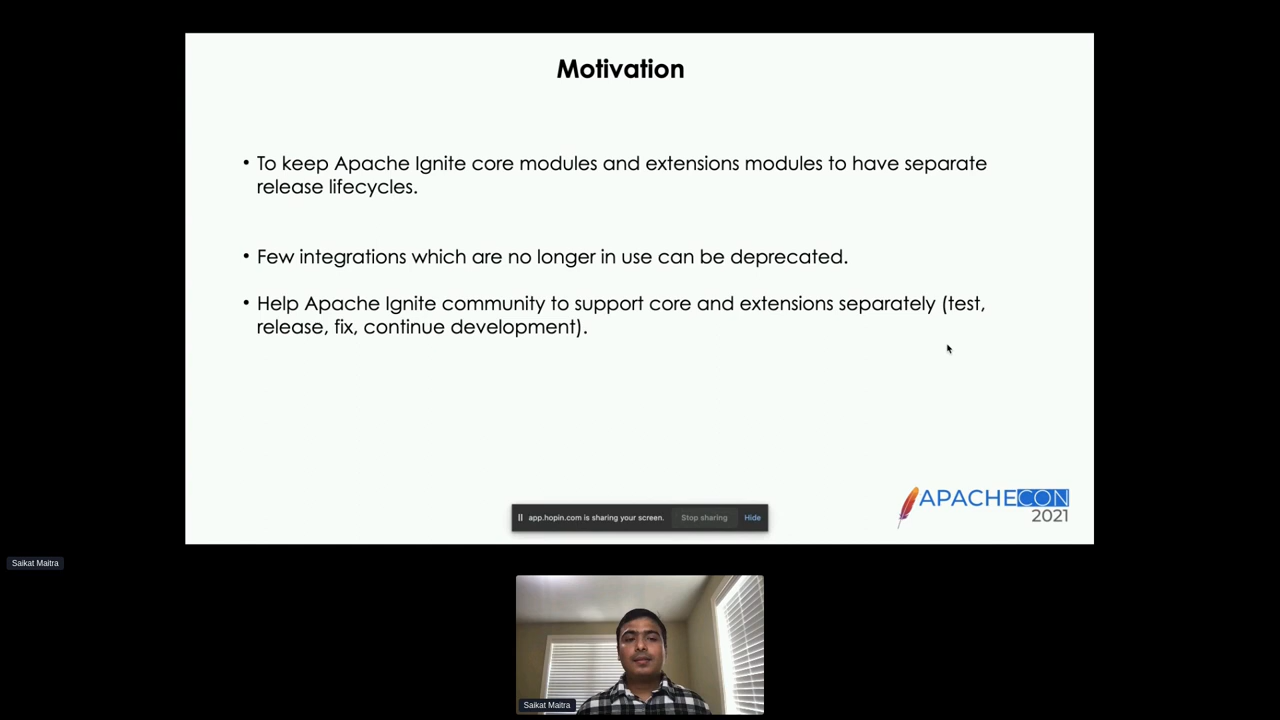 Motivation
• To keep Apache Ignite core modules and extensions modules to have separate
release lifecycles.
• Few integrations which are no longer in use can be deprecated.
• Help Apache Ignite community to support core and extensions separately (test,
release, fix, continue development).
APACHECON
2021
app.hopin.com is sharing your screen. Stop sharing Hide
Saikat Maitra
Saikat Maitra